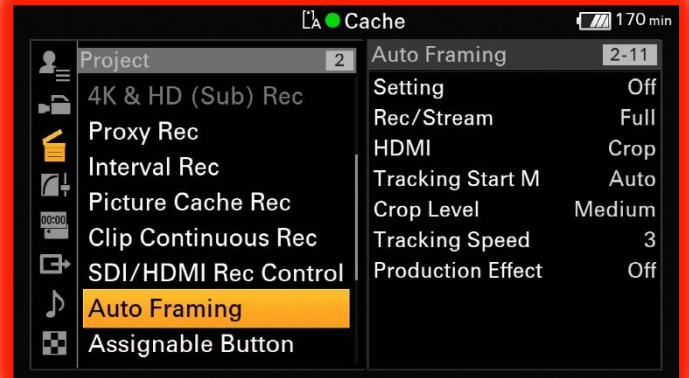 A Cache 170 min
Project 2
4K & HD (Sub) Rec
Proxy Rec
Interval Rec
Picture Cache Rec
00:00
Clip Continuous Rec
SDI/HDMI Rec Control
Auto Framing
Assignable Button
Auto Framing 2-11
Setting Off
Rec/Stream Full
HDMI Crop
Tracking Start M Auto
Crop Level Medium
Tracking Speed 3
Production Effect Off